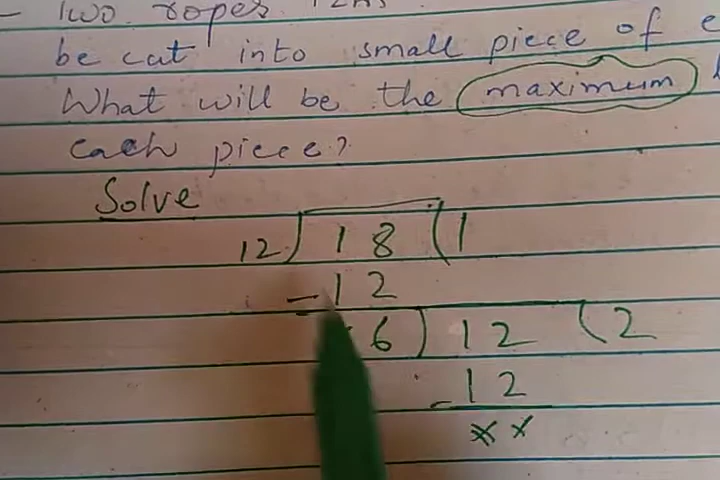 - Two ropes
be cut into small piece of e
What will be the maximum
each piece?
Solve
12 ) 18 ( 1
- 12
6 ) 12 ( 2
- 12
x x